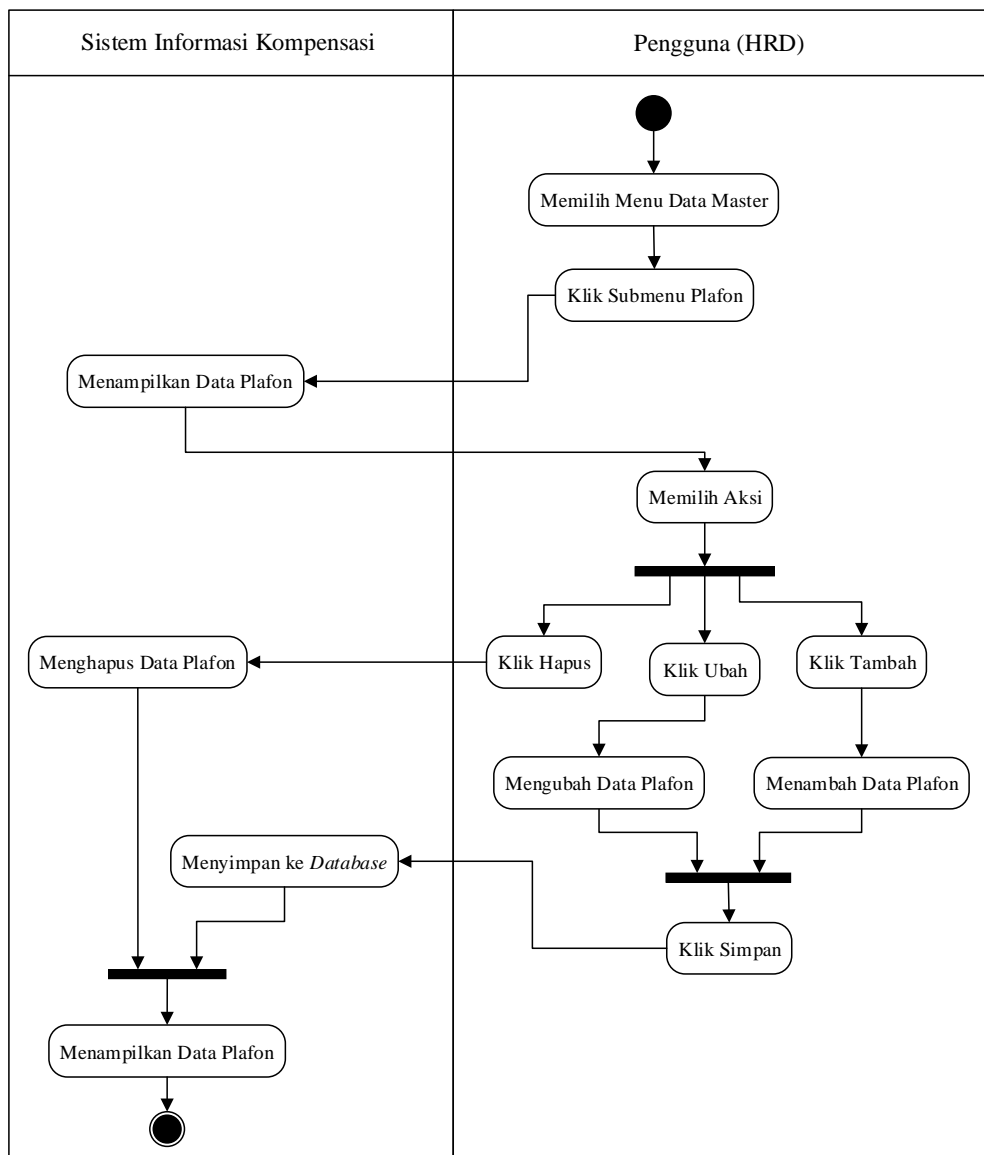 Sistem Informasi Kompensasi
Pengguna (HRD)
Memilih Menu Data Master
Klik Submenu Plafon
Menampilkan Data Plafon
Memilih Aksi
Klik Hapus
Klik Ubah
Klik Tambah
Menghapus Data Plafon
Mengubah Data Plafon
Menambah Data Plafon
Menyimpan ke Database
Klik Simpan
Menampilkan Data Plafon